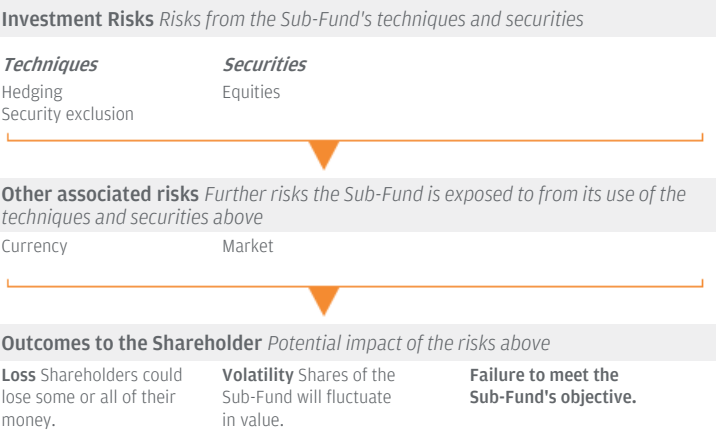 Investment Risks Risks from the Sub-Fund's techniques and securities
Techniques
Securities
Hedging
Equities
Security exclusion
Other associated risks Further risks the Sub-Fund is exposed to from its use of the
techniques and securities above
Currency
Market
Outcomes to the Shareholder Potential impact of the risks above
Loss Shareholders could
lose some or all of their
money.
Volatility Shares of the
Sub-Fund will fluctuate
in value.
Failure to meet the
Sub-Fund's objective.